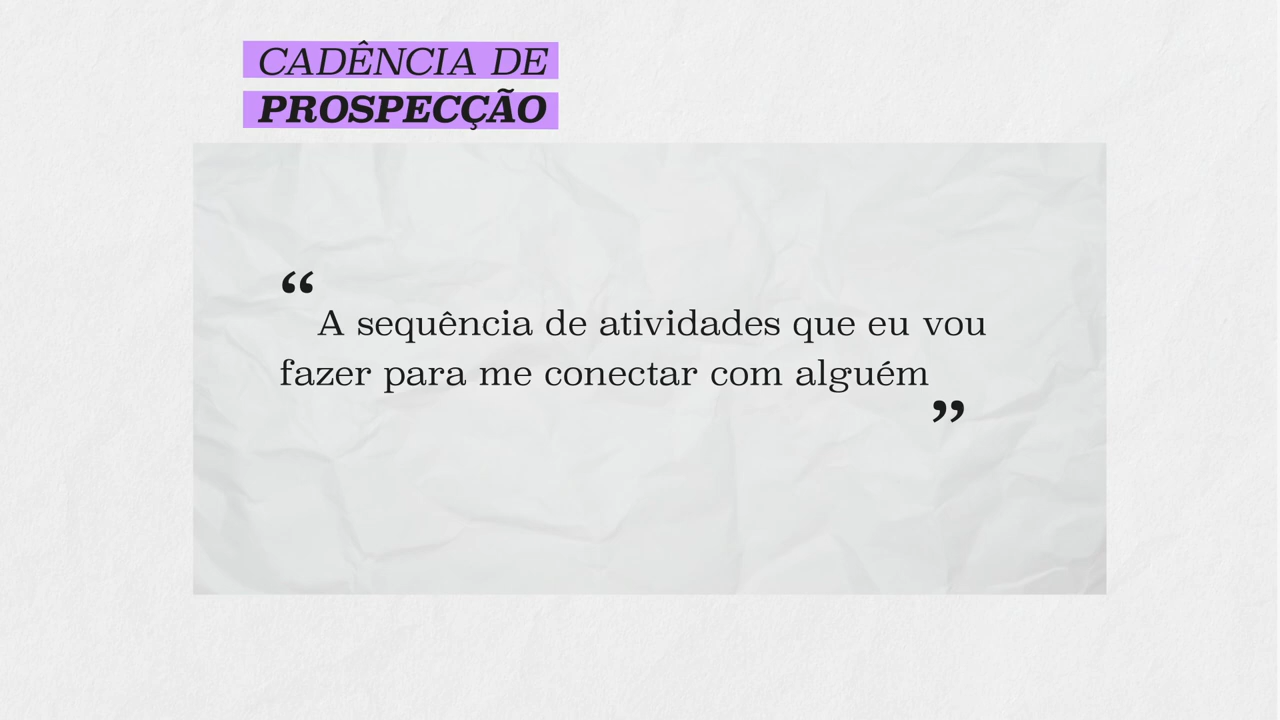 CADÊNCIA DE
PROSPECÇÃO
“A sequência de atividades que eu vou
fazer para me conectar com alguém”